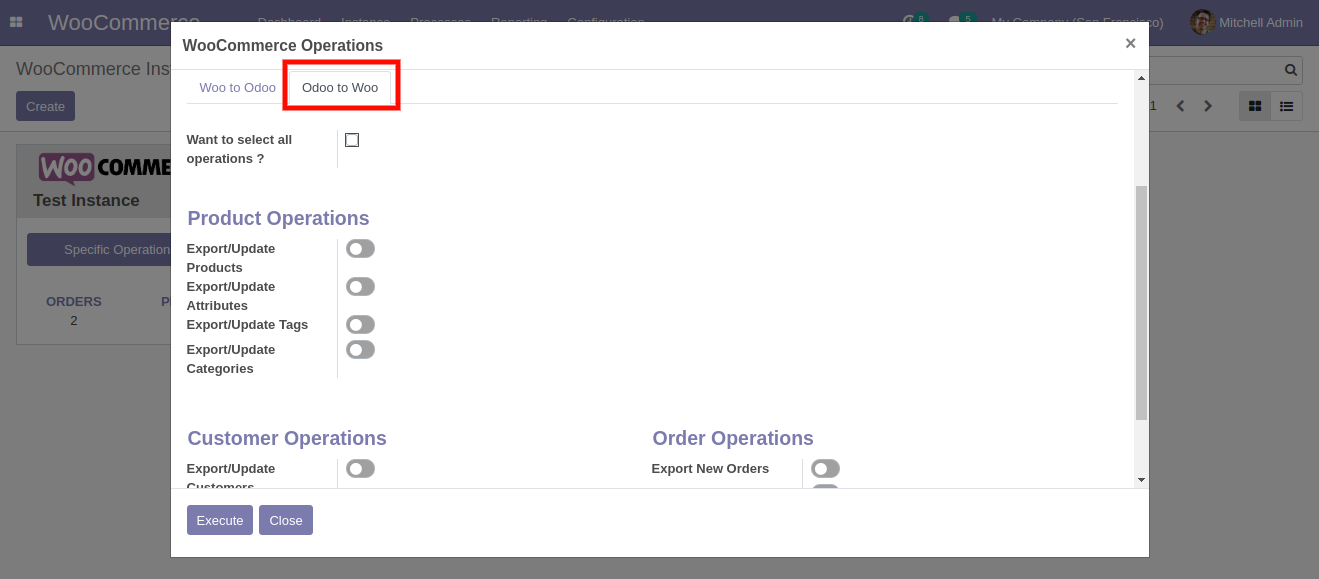 WooCommerce
Dashboard Instance Processes Reporting Configuration
8
5
My Company (San Francisco)
Mitchell Admin
WooCommerce Operations
×
WooCommerce Ins
Woo to Odoo
Odoo to Woo
Create
1
Want to select all
operations ?
WOO COMME
Test Instance
Specific Operation
ORDERS
2
P
Product Operations
Export/Update
Products
Export/Update
Attributes
Export/Update Tags
Export/Update
Categories
Customer Operations
Export/Update
Customers
Order Operations
Export New Orders
Execute
Close